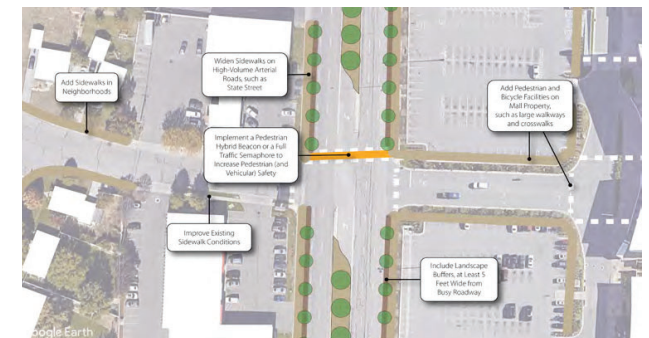 Widen Sidewalks on
High-Volume Arterial
Roads, such as
State Street
Add Sidewalks in
Neighborhoods
Add Pedestrian and
Bicycle Facilities on
Mall Property,
such as large walkways
and crosswalks
Implement a Pedestrian
Hybrid Beacon or a Full
Traffic Semaphore to
Increase Pedestrian (and
Vehicular) Safety
Improve Existing
Sidewalk Conditions
Include Landscape
Buffers, at Least 5
Feet Wide from
Busy Roadway
Google Earth